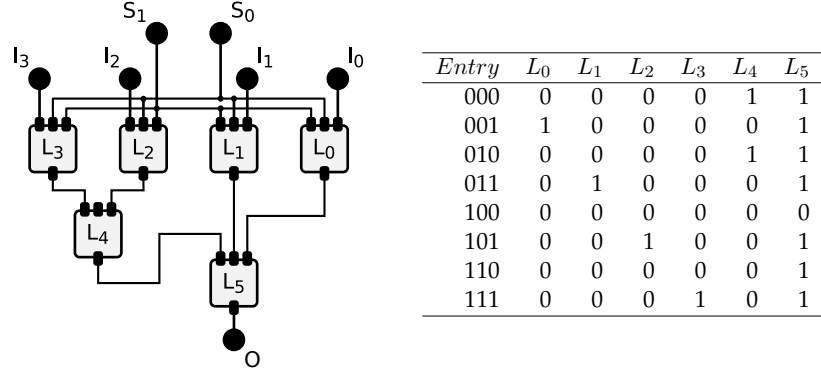 S1 S0
I3 I2 I1 I0
L3 L2 L1 L0
L4
L5
O
Entry L0 L1 L2 L3 L4 L5
000 0 0 0 0 1 1
001 1 0 0 0 0 1
010 0 0 0 0 1 1
011 0 1 0 0 0 1
100 0 0 0 0 0 0
101 0 0 1 0 0 1
110 0 0 0 0 0 1
111 0 0 0 1 0 1